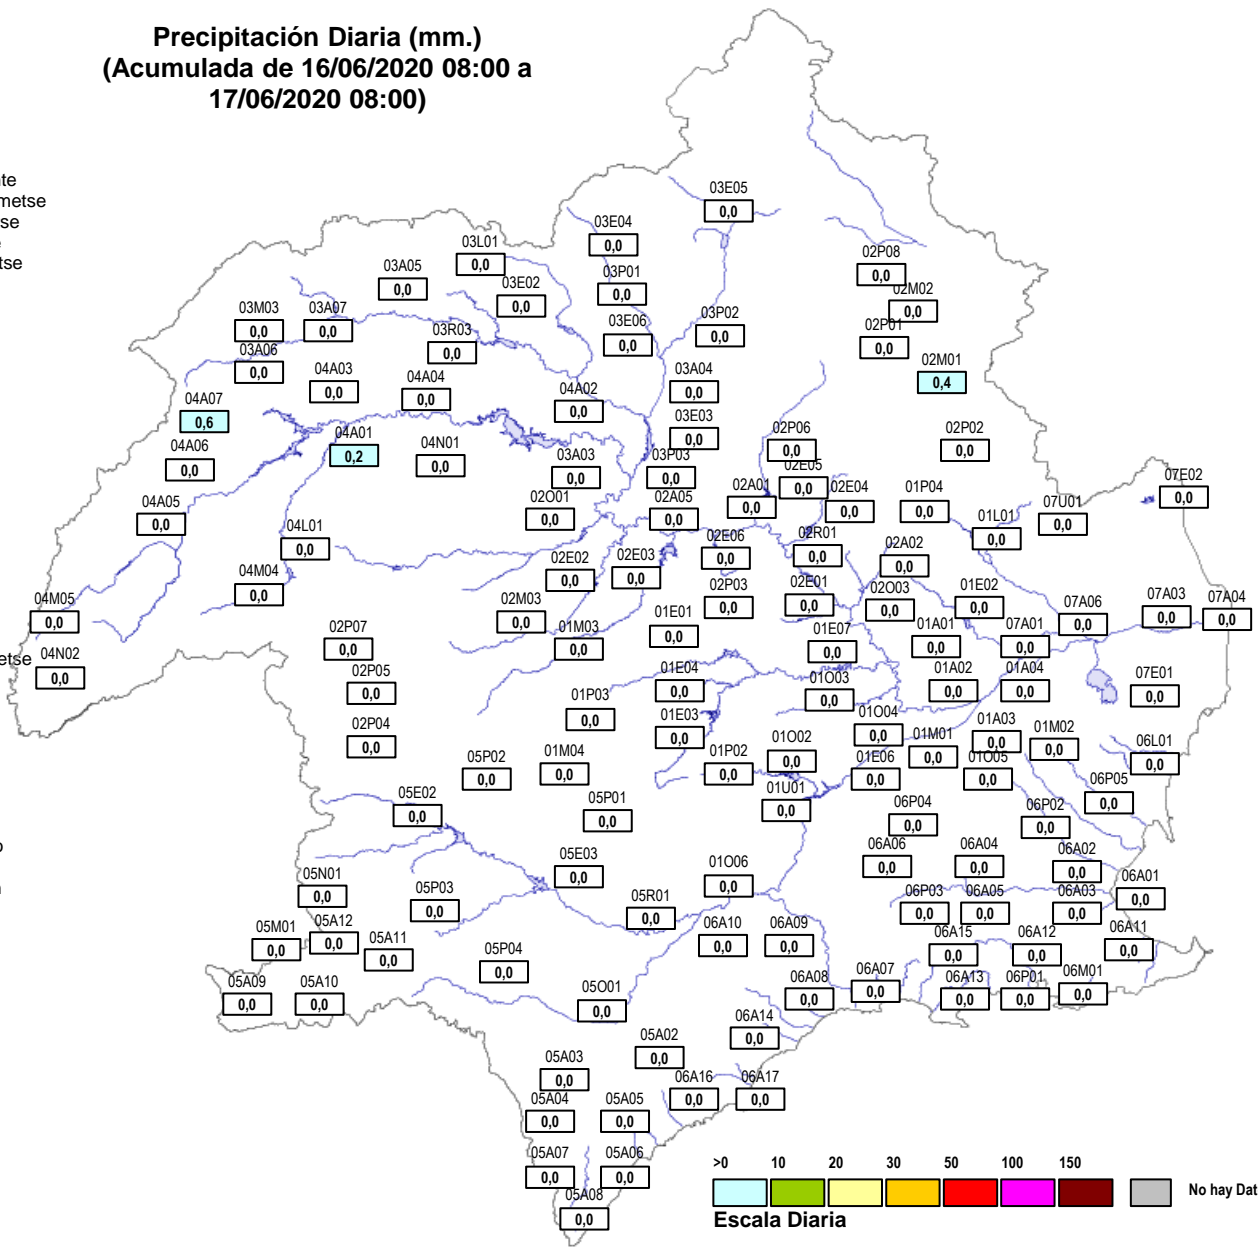 Precipitación Diaria (mm.)
(Acumulada de 16/06/2020 08:00 a
17/06/2020 08:00)
te
metse
se
e
tse
etse
o
n
03E05
0,0
03E04
0,0
03L01
0,0
02P08
0,0
03A05
0,0
03P01
0,0
03E02
0,0
02M02
0,0
03M03
0,0
03A07
0,0
03P02
0,0
03E06
0,0
03R03
0,0
02P01
0,0
03A06
0,0
02M01
0,4
04A03
0,0
04A04
0,0
03A04
0,0
04A02
0,0
04A07
0,6
03E03
0,0
04A01
0,2
02P06
0,0
02P02
0,0
04N01
0,0
04A06
0,0
03A03
0,0
03P03
0,0
02E05
0,0
07E02
0,0
02A01
0,0
02E04
0,0
01P04
0,0
04A05
0,0
02O01
0,0
02A05
0,0
07U01
0,0
01L01
0,0
04L01
0,0
02E06
0,0
02R01
0,0
02A02
0,0
02E02
0,0
02E03
0,0
04M04
0,0
02P03
0,0
02E01
0,0
02O03
0,0
01E02
0,0
04M05
0,0
02M03
0,0
07A06
0,0
07A03
0,0
07A04
0,0
01E01
0,0
02P07
0,0
01M03
0,0
01E07
0,0
01A01
0,0
07A01
0,0
04N02
0,0
02P05
0,0
01E04
0,0
01O03
0,0
01A02
0,0
01A04
0,0
07E01
0,0
01P03
0,0
02P04
0,0
01E03
0,0
01O04
0,0
01A03
0,0
01M02
0,0
01M01
0,0
05P02
0,0
01M04
0,0
01P02
0,0
01O02
0,0
01E06
0,0
01O05
0,0
06L01
0,0
05E02
0,0
05P01
0,0
01U01
0,0
06P04
0,0
06P02
0,0
06P05
0,0
05E03
0,0
06A06
0,0
06A04
0,0
06A02
0,0
05N01
0,0
05P03
0,0
01O06
0,0
06A01
0,0
05R01
0,0
06P03
0,0
06A05
0,0
06A03
0,0
05M01
0,0
05A12
0,0
05A11
0,0
06A10
0,0
06A09
0,0
06A15
0,0
06A12
0,0
06A11
0,0
05P04
0,0
05A09
0,0
05A10
0,0
05O01
0,0
06A08
0,0
06A07
0,0
06A13
0,0
06P01
0,0
06M01
0,0
06A14
0,0
05A02
0,0
05A03
0,0
06A16
0,0
06A17
0,0
05A04
0,0
05A05
0,0
05A07
0,0
05A06
0,0
05A08
0,0
>0 10 20 30 50 100 150
No hay Dat
Escala Diaria